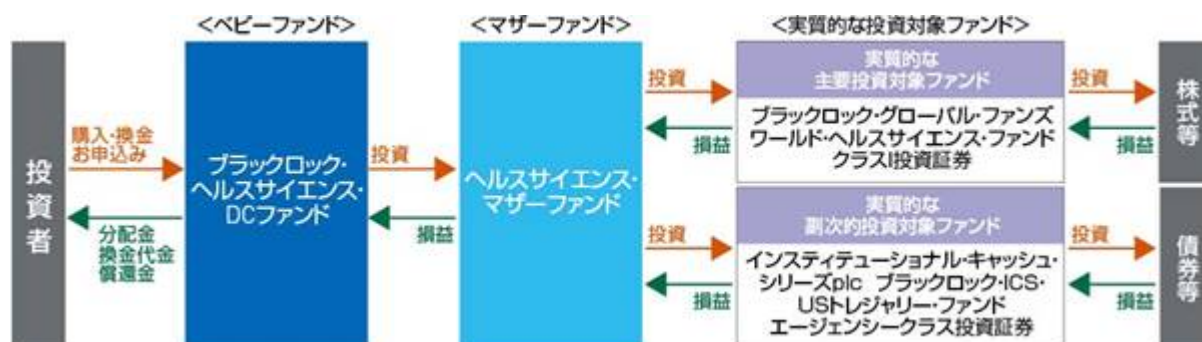 <ベビーファンド>
<マザーファンド>
<実質的な投資対象ファンド>
投資者
購入・換金
お申込み
分配金
換金代金
償還金
ブラックロック・
ヘルスサイエンス・
DCファンド
投資
損益
ヘルスサイエンス・
マザーファンド
投資
損益
投資
損益
実質的な
主要投資対象ファンド
ブラックロック・グローバル・ファンズ
ワールド・ヘルスサイエンス・ファンド
クラスI投資証券
実質的な
副次的投資対象ファンド
インスティテューショナル・キャッシュ・
シリーズplc ブラックロック・ICS・
USトレジャリー・ファンド
エージェンシークラス投資証券
投資
損益
株式等
投資
損益
債券等